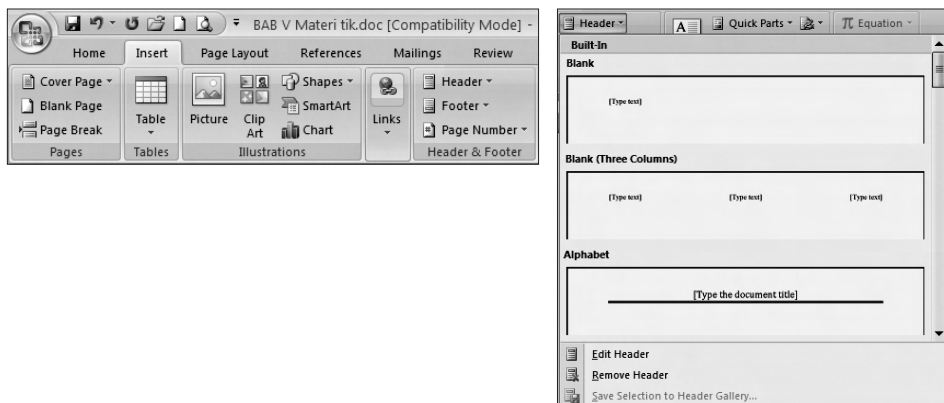 BAB V Materi tik.doc [Compatibility Mode] -
Home Insert Page Layout References Mailings Review
Cover Page
Blank Page
Page Break
Pages
Table
Tables
Picture
Clip Art
Shapes
SmartArt
Chart
Illustrations
Links
Header
Footer
Page Number
Header & Footer
Header A Quick Parts π Equation
Built-In
Blank
[Type text]
Blank (Three Columns)
[Type text] [Type text] [Type text]
Alphabet
[Type the document title]
Edit Header
Remove Header
Save Selection to Header Gallery...